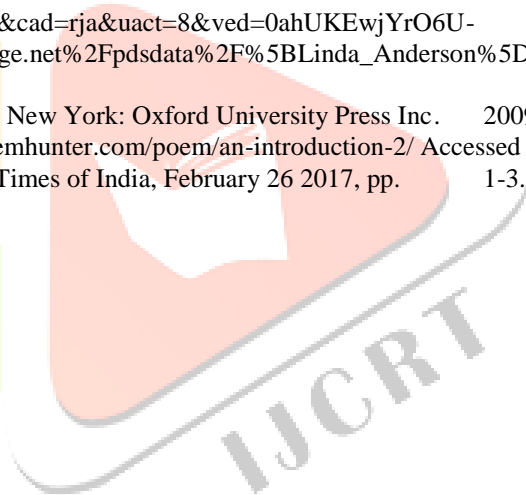 &cad=rja&uact=8&ved=0ahUKEwjYrO6U-
ge.net%2Fpdsdata%2F%5BLinda_Anderson%5D
New York: Oxford University Press Inc. 2009
emhunter.com/poem/an-introduction-2/ Accessed
Times of India, February 26 2017, pp. 1-3.
IJCRT